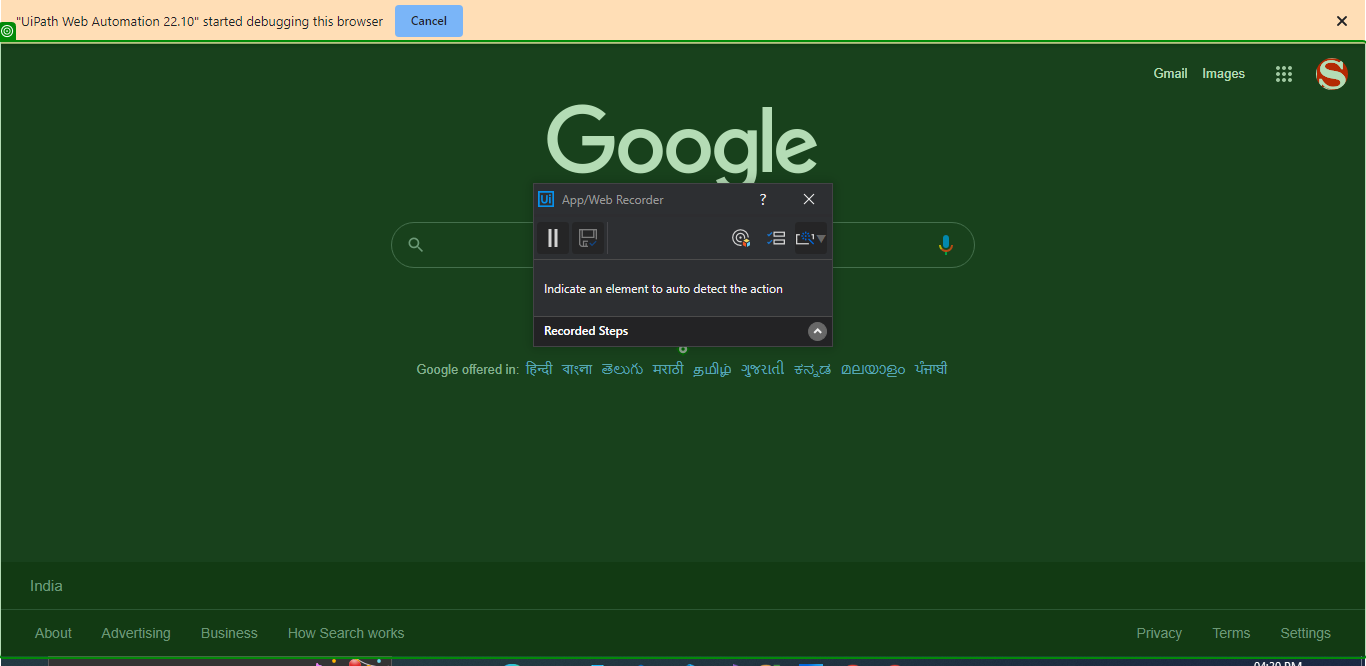 "UiPath Web Automation 22.10" started debugging this browser Cancel
Gmail Images
Google
Ui App/Web Recorder ?
Indicate an element to auto detect the action
Recorded Steps
Google offered in: हिन्दी বাংলা తెలుగు मराठी தமிழ் ગુજરાતી ಕನ್ನಡ മലയാളം ਪੰਜਾਬੀ
India
About Advertising Business How Search works Privacy Terms Settings